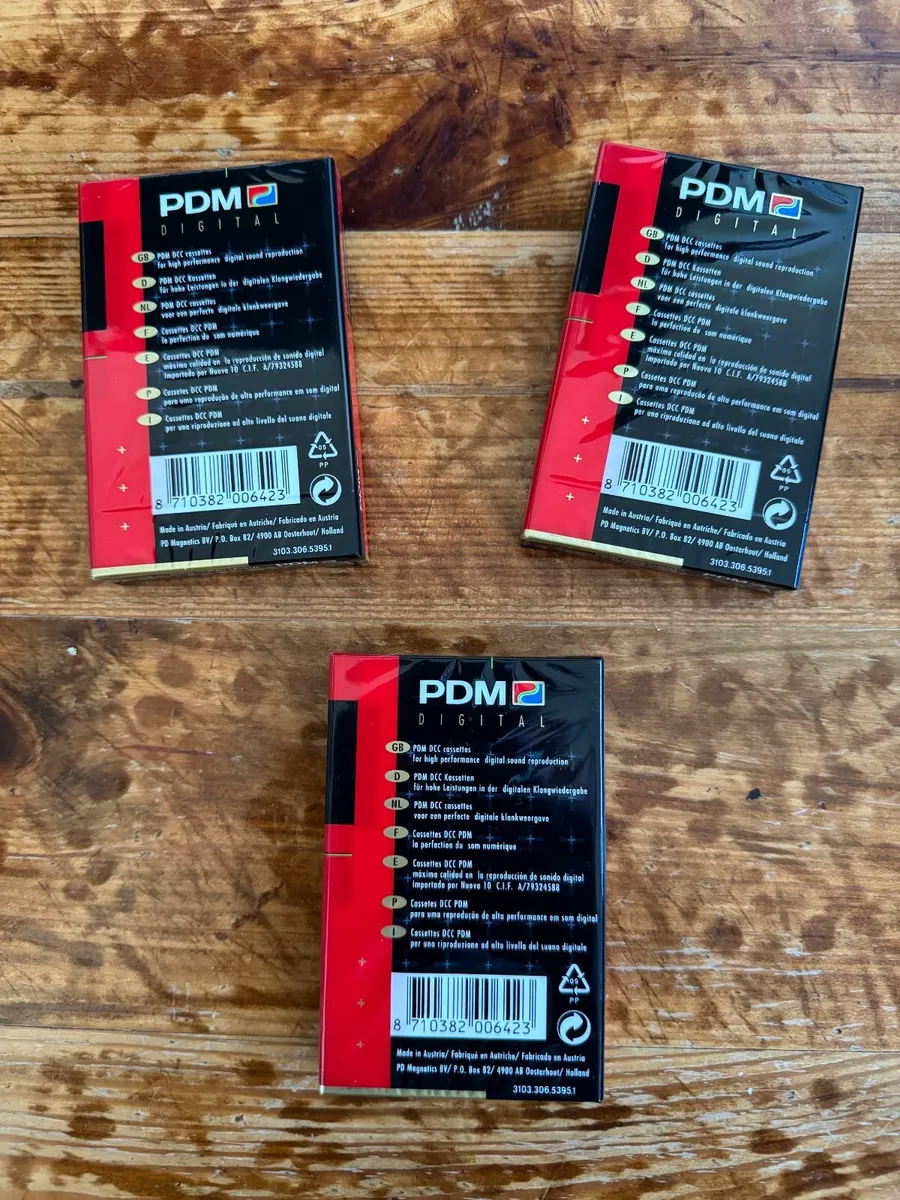 PDM
DIGITAL
GB PDM DCC cassettes
for high performance digital sound reproduction
D PDM DCC Kassetten
für hohe Leistungen in der digitalen Klangwiedergabe
NL PDM DCC cassettes
voor een perfecte digitale klankweergave
F Cassettes DCC PDM
la perfection du som numérique
E Cassettes DCC PDM
máxima calidad en la reproducción de sonido digital
Importado por Nuova 10 C.I.F. A/79324588
P Cassetes DCC PDM
para uma reprodução de alta performance em som digital
I Cassettes DCC PDM
per una riproduzione ad alto livello del suono digitale
05
PP
8 710382 006423
Made in Austria/ Fabriqué en Autriche/ Fabricado en Austria
PD Magnetics BV/ P.O. Box 82/ 4900 AB Oosterhout/ Holland
3103.306.5395.1
PDM
DIGITAL
GB PDM DCC cassettes
for high performance digital sound reproduction
D PDM DCC Kassetten
für hohe Leistungen in der digitalen Klangwiedergabe
NL PDM DCC cassettes
voor een perfecte digitale klankweergave
F Cassettes DCC PDM
la perfection du som numérique
E Cassettes DCC PDM
máxima calidad en la reproducción de sonido digital
Importado por Nuova 10 C.I.F. A/79324588
P Cassetes DCC PDM
para uma reprodução de alta performance em som digital
I Cassettes DCC PDM
per una riproduzione ad alto livello del suono digitale
05
PP
8 710382 006423
Made in Austria/ Fabriqué en Autriche/ Fabricado en Austria
PD Magnetics BV/ P.O. Box 82/ 4900 AB Oosterhout/ Holland
3103.306.5395.1
PDM
DIGITAL
GB PDM DCC cassettes
for high performance digital sound reproduction
D PDM DCC Kassetten
für hohe Leistungen in der digitalen Klangwiedergabe
NL PDM DCC cassettes
voor een perfecte digitale klankweergave
F Cassettes DCC PDM
la perfection du som numérique
E Cassettes DCC PDM
máxima calidad en la reproducción de sonido digital
Importado por Nuova 10 C.I.F. A/79324588
P Cassetes DCC PDM
para uma reprodução de alta performance em som digital
I Cassettes DCC PDM
per una riproduzione ad alto livello del suono digitale
05
PP
8 710382 006423
Made in Austria/ Fabriqué en Autriche/ Fabricado en Austria
PD Magnetics BV/ P.O. Box 82/ 4900 AB Oosterhout/ Holland
3103.306.5395.1